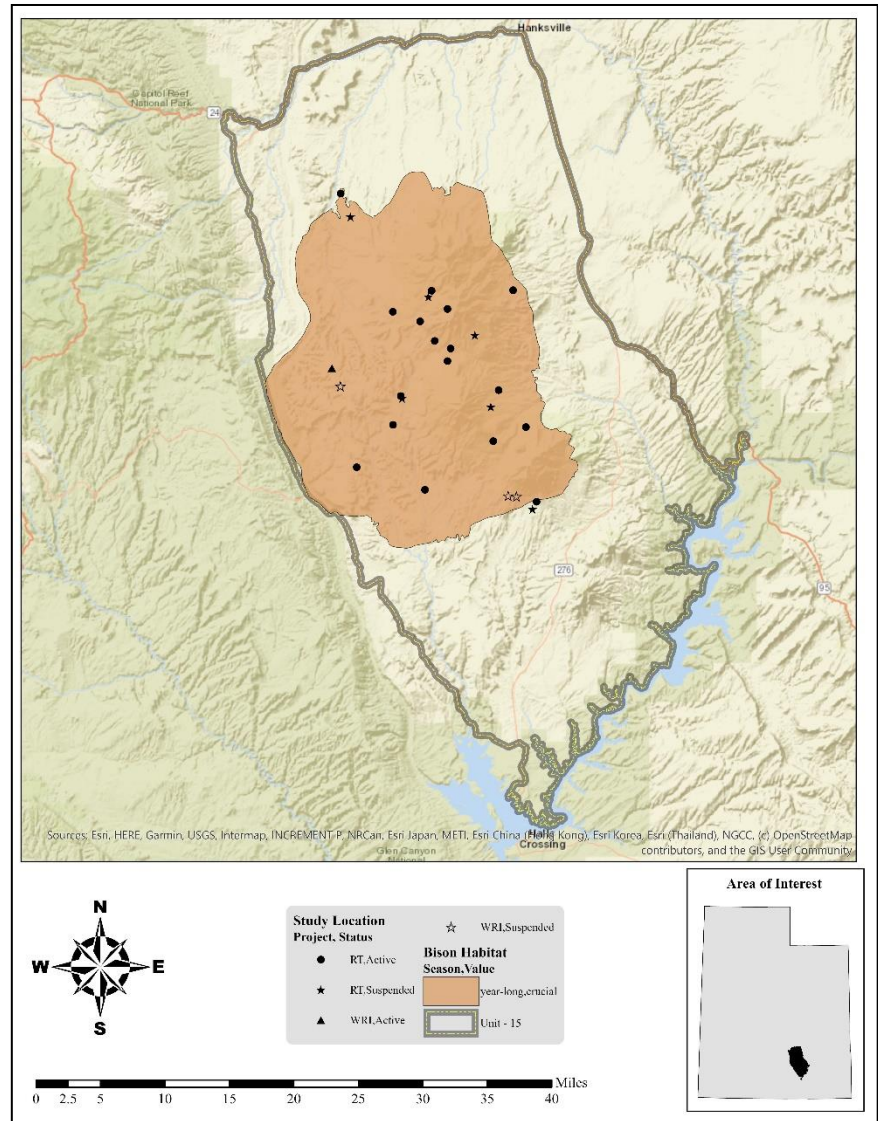 Hanksville
Capitol Reef
National Park
24
276
95
Sources: Esri, HERE, Garmin, USGS, Intermap, INCREMENT P, NRCan, Esri Japan, METI, Esri China (Hong Kong), Esri Korea, Esri (Thailand), NGCC, (c) OpenStreetMap
contributors, and the GIS User Community
Halls
Crossing
Glen Canyon
National
N
W
E
S
Study Location
Project, Status
RT,Active
RT,Suspended
WRI,Active
WRI,Suspended
Bison Habitat
Season,Value
year-long,crucial
Unit - 15
Miles
0 2.5 5 10 15 20 25 30 35 40
Area of Interest